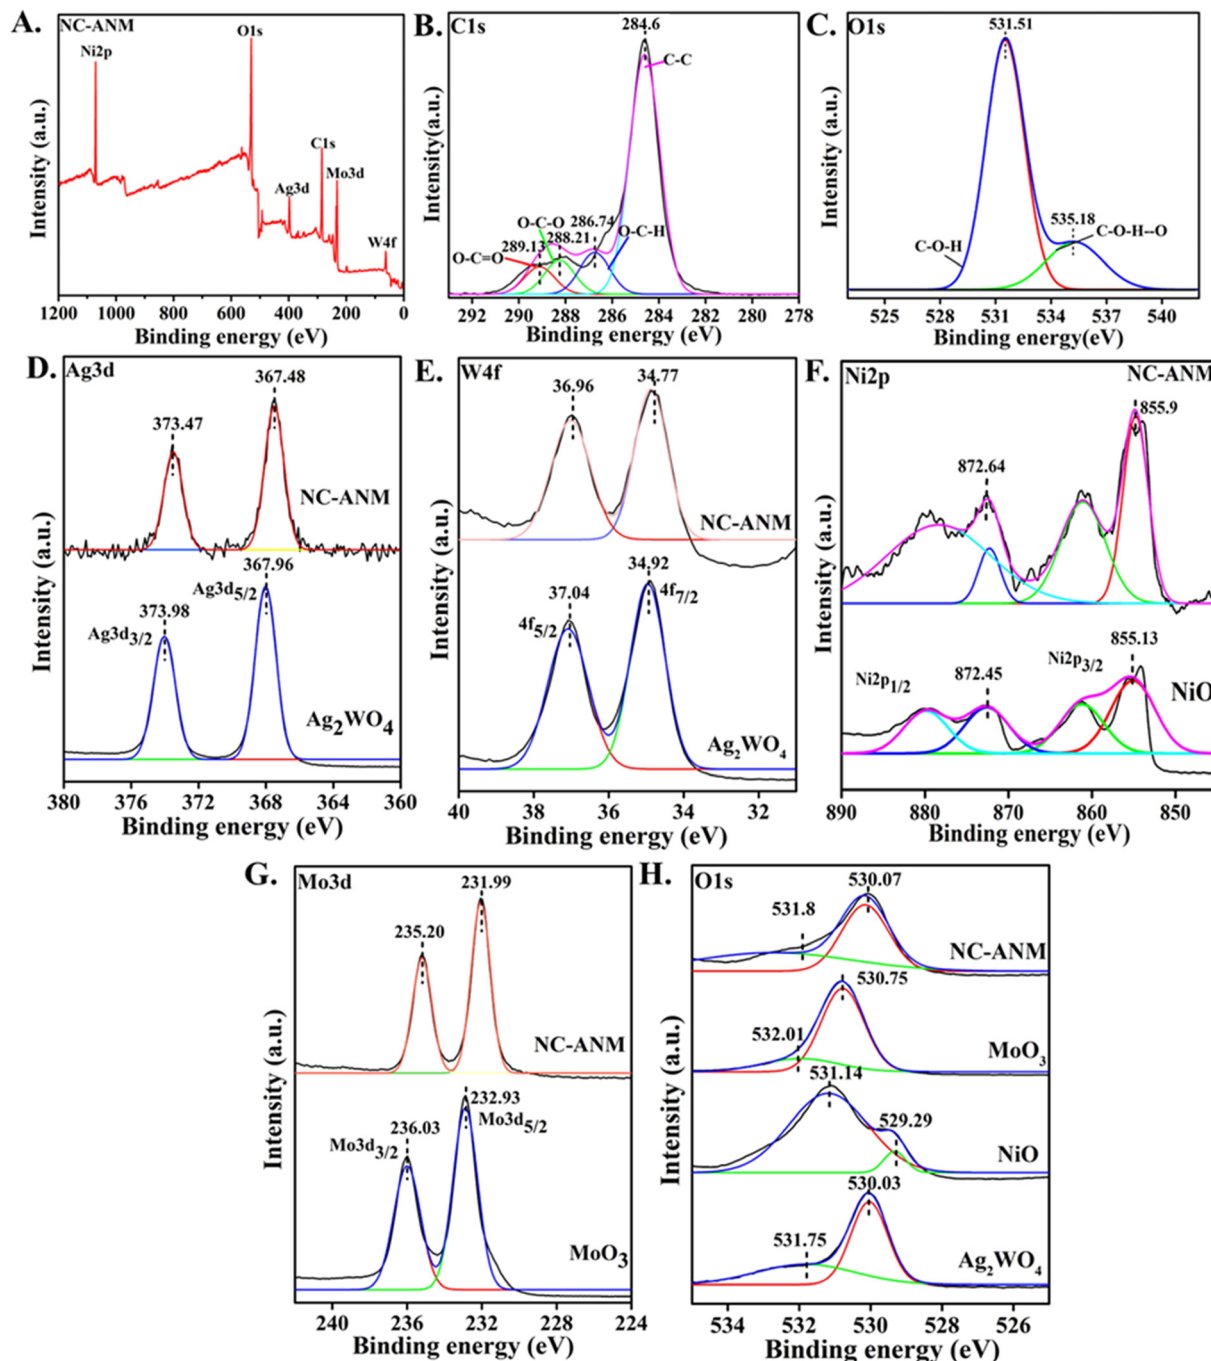 A.
NC-ANM
Ni2p
O1s
C1s
Ag3d
Mo3d
W4f
Intensity (a.u.)
1200 1000 800 600 400 200 0
Binding energy (eV)
B.
C1s
284.6
C-C
O-C-O
286.74
288.21
289.13
O-C-H
O-C=O
Intensity(a.u.)
292 290 288 286 284 282 280 278
Binding energy (eV)
C.
O1s
531.51
535.18
C-O-H--O
C-O-H
Intensity (a.u.)
525 528 531 534 537 540
Binding energy(eV)
D.
Ag3d
367.48
373.47
NC-ANM
367.96
Ag3d5/2
373.98
Ag3d3/2
Ag2WO4
Intensity (a.u.)
380 376 372 368 364 360
Binding energy (eV)
E.
W4f
36.96
34.77
NC-ANM
34.92
37.04
4f7/2
4f5/2
Ag2WO4
Intensity (a.u.)
40 38 36 34 32
Binding energy (eV)
F.
Ni2p
NC-ANM
855.9
872.64
855.13
Ni2p3/2
872.45
Ni2p1/2
NiO
Intensity (a.u.)
890 880 870 860 850
Binding energy (eV)
G.
Mo3d
231.99
235.20
NC-ANM
232.93
Mo3d5/2
236.03
Mo3d3/2
MoO3
Intensity (a.u.)
240 236 232 228 224
Binding energy (eV)
H.
O1s
530.07
531.8
NC-ANM
530.75
532.01
MoO3
531.14
529.29
NiO
530.03
531.75
Ag2WO4
Intensity (a.u.)
534 532 530 528 526
Binding energy (eV)